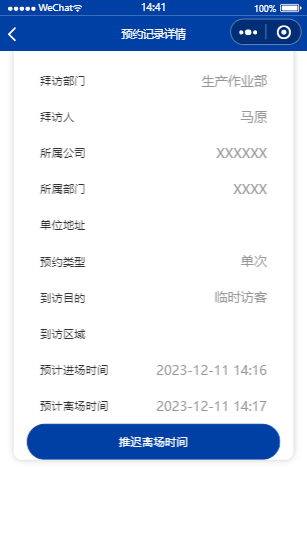 WeChat 14:41 100%
预约记录详情
拜访部门 生产作业部
拜访人 马原
所属公司 XXXXXX
所属部门 XXXX
单位地址
预约类型 单次
到访目的 临时访客
到访区域
预计进场时间 2023-12-11 14:16
预计离场时间 2023-12-11 14:17
推迟离场时间